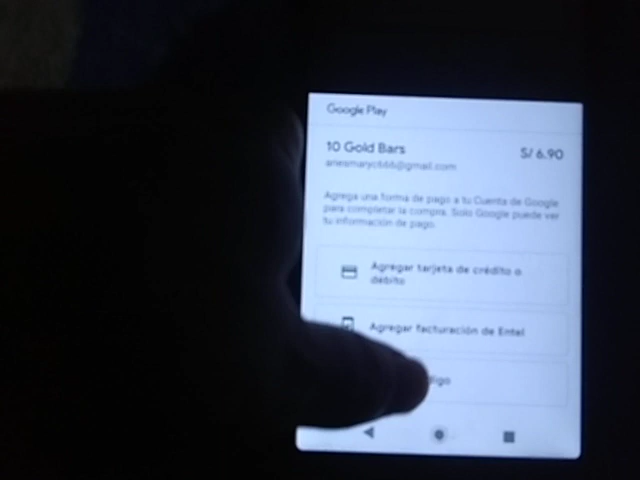 Google Play
10 Gold Bars
S/ 6.90
Agrega una forma de pago a tu Cuenta de Google
para completar la compra. Solo Google puede ver
tu información de pago.
Agregar tarjeta de crédito o
débito
Agregar facturación de Entel